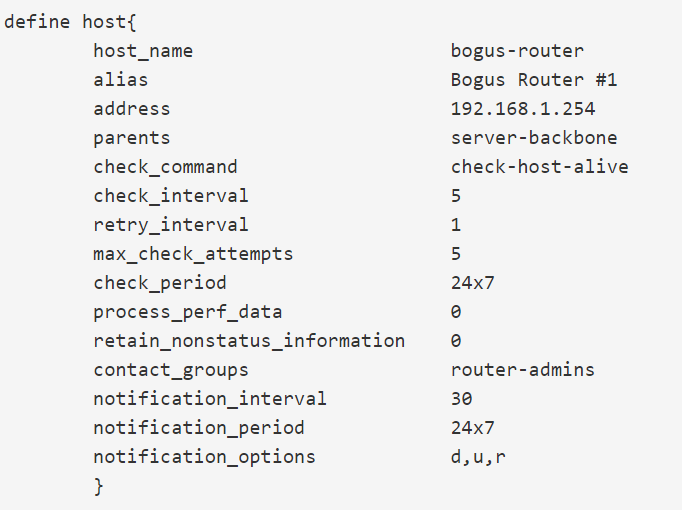 define host{
host_name bogus-router
alias Bogus Router #1
address 192.168.1.254
parents server-backbone
check_command check-host-alive
check_interval 5
retry_interval 1
max_check_attempts 5
check_period 24x7
process_perf_data 0
retain_nonstatus_information 0
contact_groups router-admins
notification_interval 30
notification_period 24x7
notification_options d,u,r
}